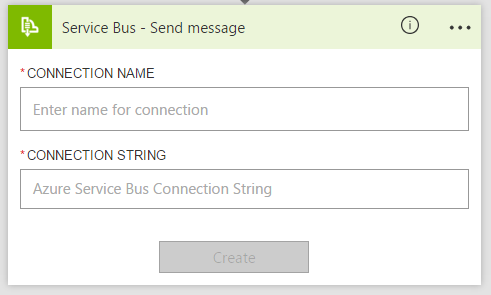 Service Bus - Send message
* CONNECTION NAME
Enter name for connection
* CONNECTION STRING
Azure Service Bus Connection String
Create